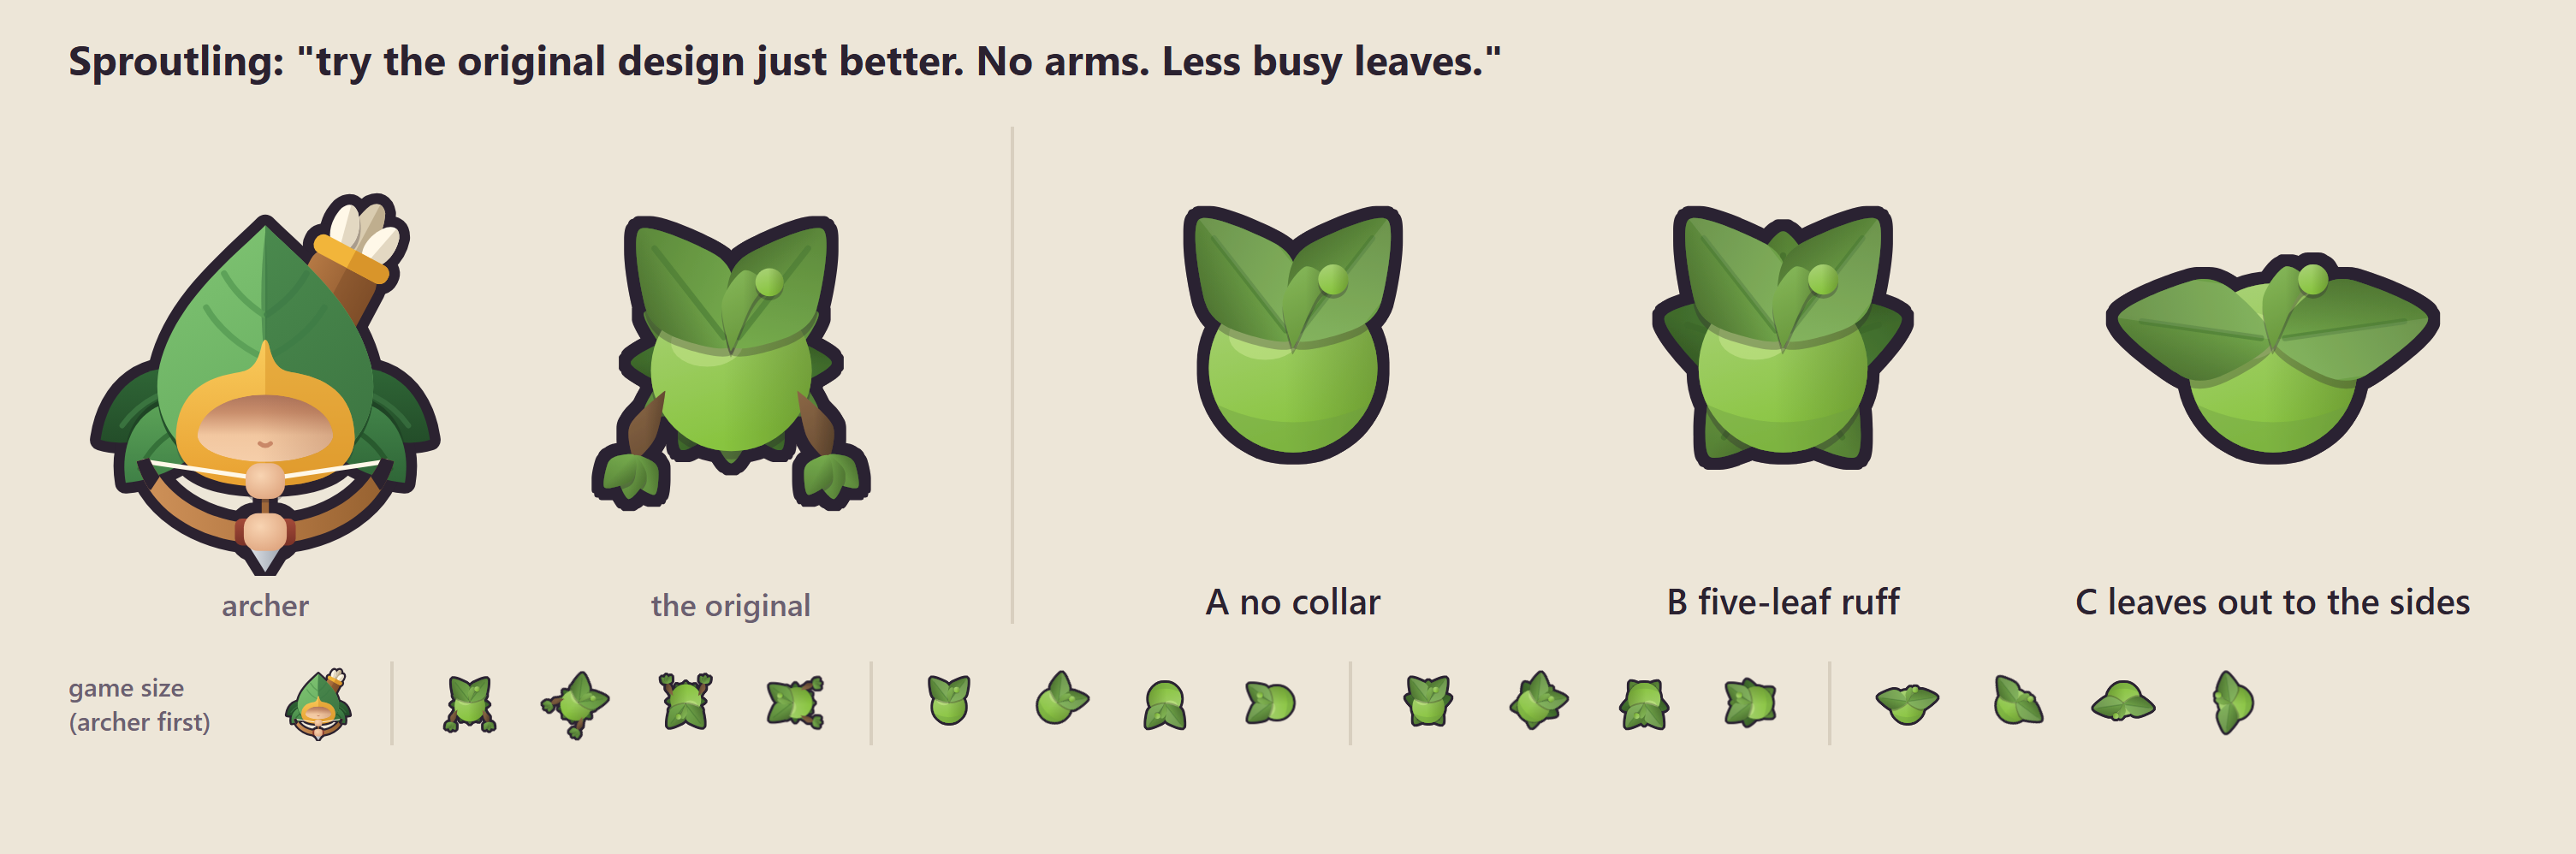 Sproutling: "try the original design just better. No arms. Less busy leaves."
archer
the original
A no collar
B five-leaf ruff
C leaves out to the sides
game size
(archer first)